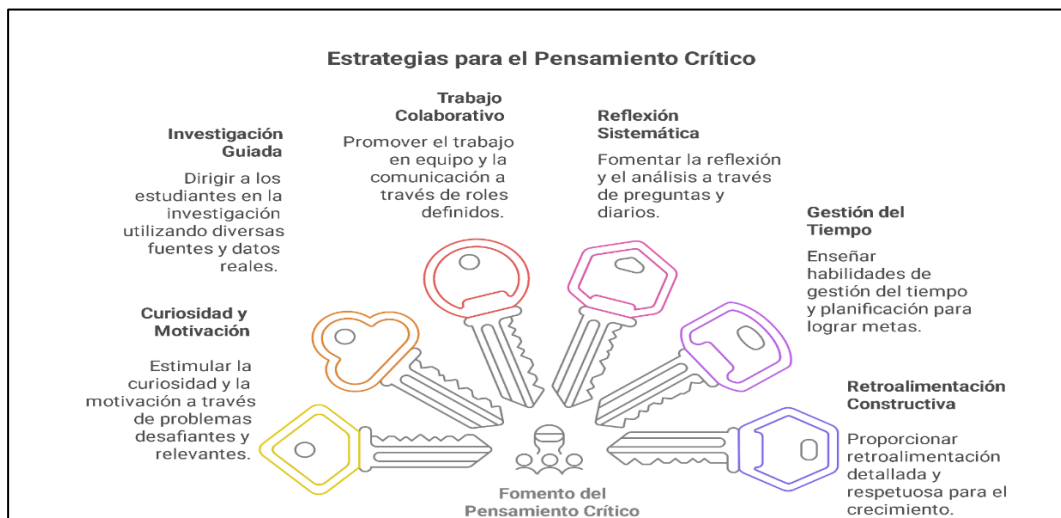 Estrategias para el Pensamiento Crítico
Curiosidad y
Motivación
Estimular la
curiosidad y la
motivación a través
de problemas
desafiantes y
relevantes.
Investigación
Guiada
Dirigir a los
estudiantes en la
investigación
utilizando diversas
fuentes y datos
reales.
Trabajo
Colaborativo
Promover el trabajo
en equipo y la
comunicación a
través de roles
definidos.
Reflexión
Sistemática
Fomentar la reflexión
y el análisis a través
de preguntas y
diarios.
Gestión del
Tiempo
Enseñar
habilidades de
gestión del tiempo
y planificación para
lograr metas.
Retroalimentación
Constructiva
Proporcionar
retroalimentación
detallada y
respetuosa para el
crecimiento.
Fomento del
Pensamiento Crítico